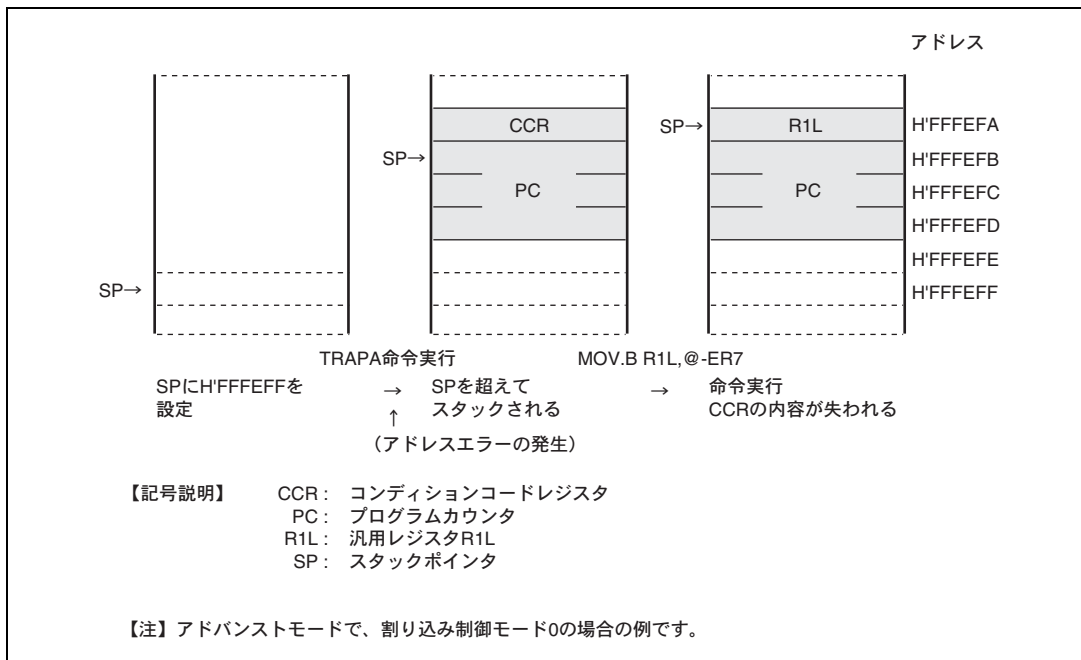 アドレス
CCR
SP→
R1L
H'FFFEFA
SP→
H'FFFEFB
PC
PC
H'FFFEFC
H'FFFEFD
H'FFFEFE
SP→
H'FFFEFF
TRAPA命令実行
MOV.B R1L,@-ER7
SPにH'FFFEFFを → SPを超えて → 命令実行
設定 スタックされる CCRの内容が失われる
↑
（アドレスエラーの発生）
【記号説明】 CCR : コンディションコードレジスタ
PC : プログラムカウンタ
R1L : 汎用レジスタR1L
SP : スタックポインタ
【注】アドバンストモードで、割り込み制御モード0の場合の例です。